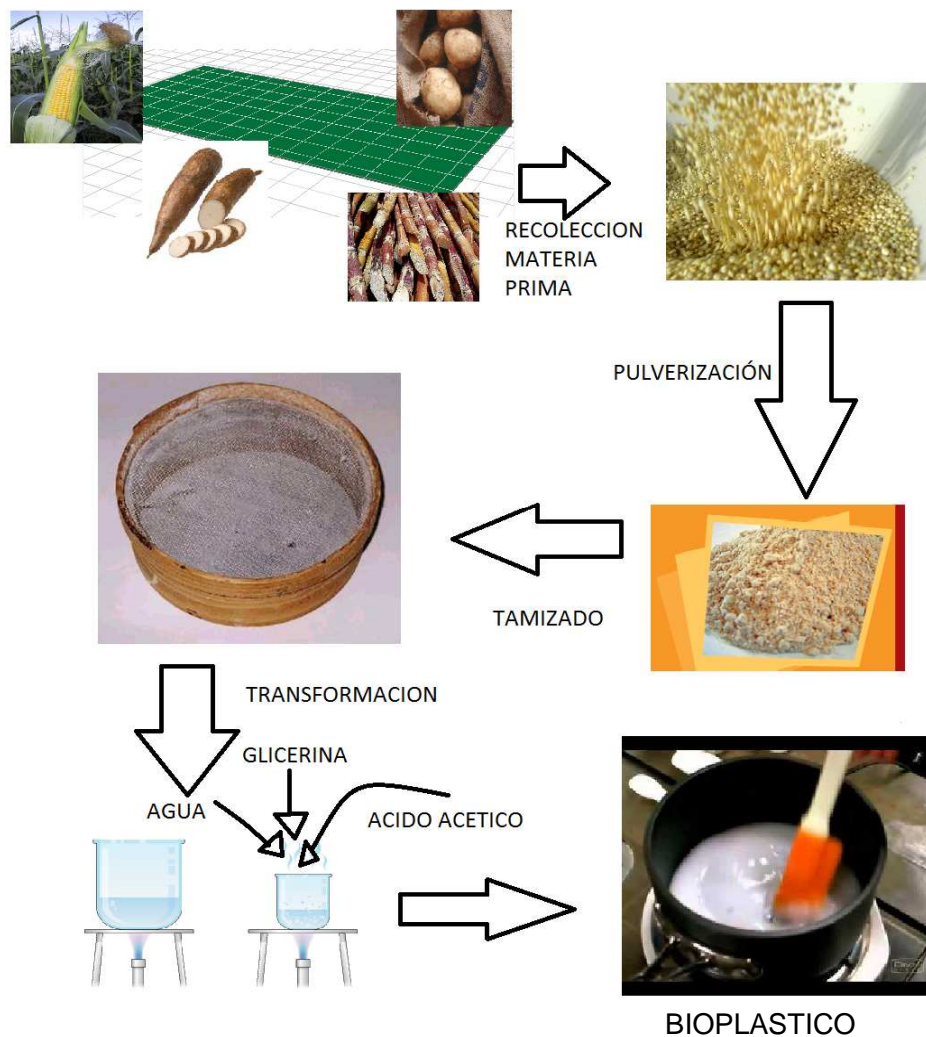 RECOLECCION
MATERIA
PRIMA
PULVERIZACIÓN
TAMIZADO
TRANSFORMACION
GLICERINA
AGUA
ACIDO ACETICO
BIOPLASTICO